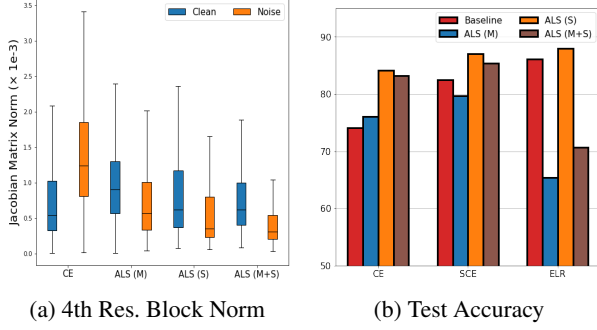 Jacobian Matrix Norm (× 1e-3)
3.5
3.0
2.5
2.0
1.5
1.0
0.5
0.0
Clean
Noise
CE
ALS (M)
ALS (S)
ALS (M+S)
(a) 4th Res. Block Norm
90
80
70
60
50
Baseline
ALS (S)
ALS (M)
ALS (M+S)
CE
SCE
ELR
(b) Test Accuracy